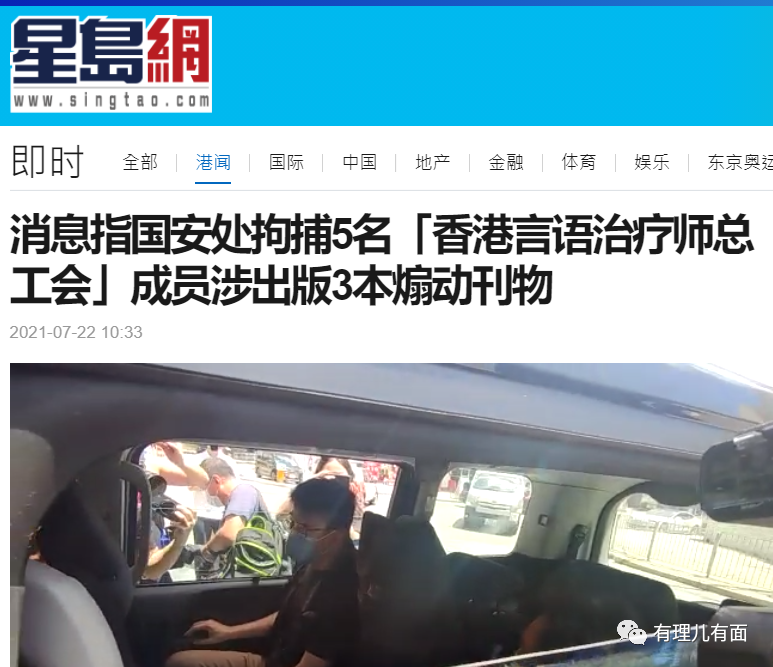 星島網
www.singtao.com
即时 全部 港闻 国际 中国 地产 金融 体育 娱乐 东京奥运
消息指国安处拘捕5名「香港言语治疗师总
工会」成员涉出版3本煽动刊物
2021-07-22 10:33
有理儿有面